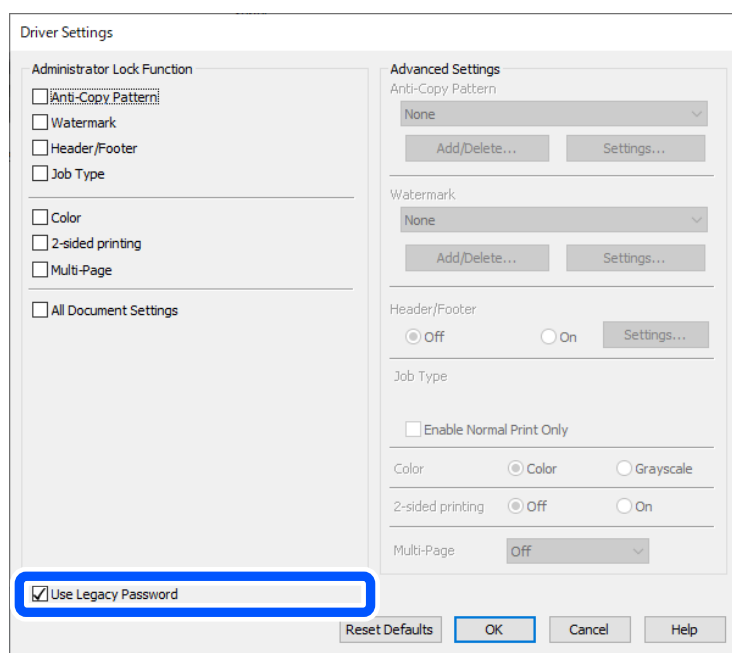 Driver Settings
Administrator Lock Function
Anti-Copy Pattern
Watermark
Header/Footer
Job Type
Color
2-sided printing
Multi-Page
All Document Settings
Use Legacy Password
Advanced Settings
Anti-Copy Pattern
None
Add/Delete... Settings...
Watermark
None
Add/Delete... Settings...
Header/Footer
Off On Settings...
Job Type
Enable Normal Print Only
Color Color Grayscale
2-sided printing Off On
Multi-Page Off
Reset Defaults OK Cancel Help